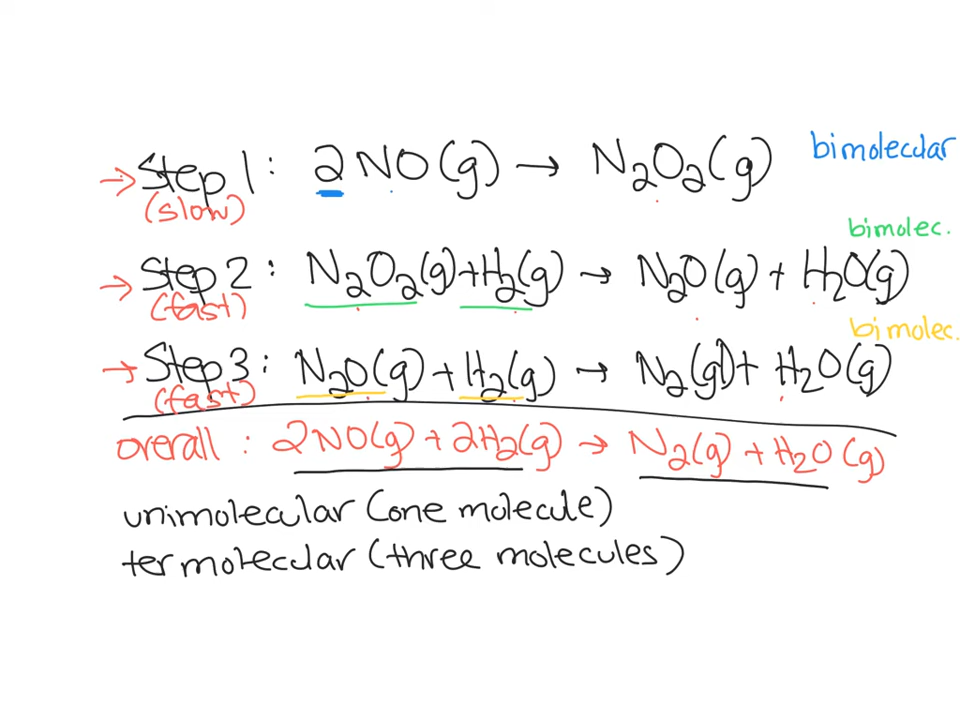 bimolecular
→ Step 1: 2NO(g) → N₂O₂(g)
(slow)
bimolec.
→ Step 2: N₂O₂(g)+H₂(g) → N₂O(g) + H₂O(g)
(fast)
bimolec.
→ Step 3: N₂O(g) + H₂(g) → N₂(g) + H₂O(g)
(fast)
overall: 2NO(g) + 2H₂(g) → N₂(g) + H₂O(g)
unimolecular (one molecule)
termolecular (three molecules)